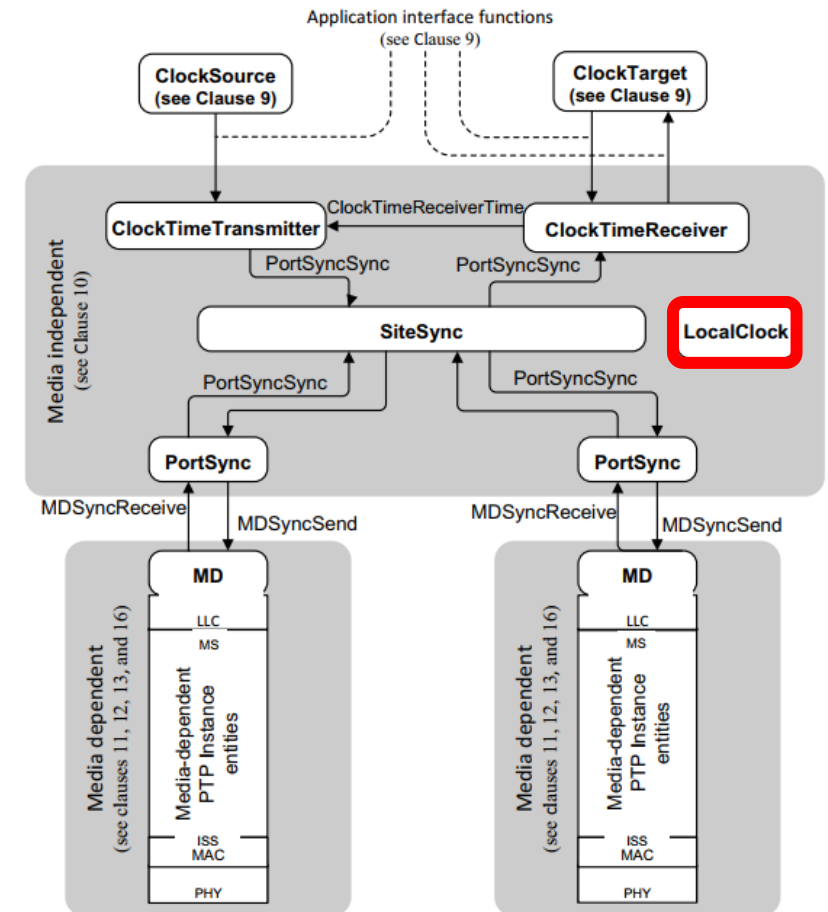 Application interface functions
(see Clause 9)
ClockSource
(see Clause 9)
ClockTarget
(see Clause 9)
ClockTimeReceiverTime
ClockTimeTransmitter
ClockTimeReceiver
PortSyncSync
PortSyncSync
Media independent
(see Clause 10)
SiteSync
LocalClock
PortSyncSync
PortSyncSync
PortSync
PortSync
MDSyncReceive
MDSyncSend
MDSyncReceive
MDSyncSend
Media dependent
(see clauses 11, 12, 13, and 16)
MD
LLC
MS
Media-dependent
PTP Instance
entities
ISS
MAC
PHY
Media dependent
(see clauses 11, 12, 13, and 16)
MD
LLC
MS
Media-dependent
PTP Instance
entities
ISS
MAC
PHY